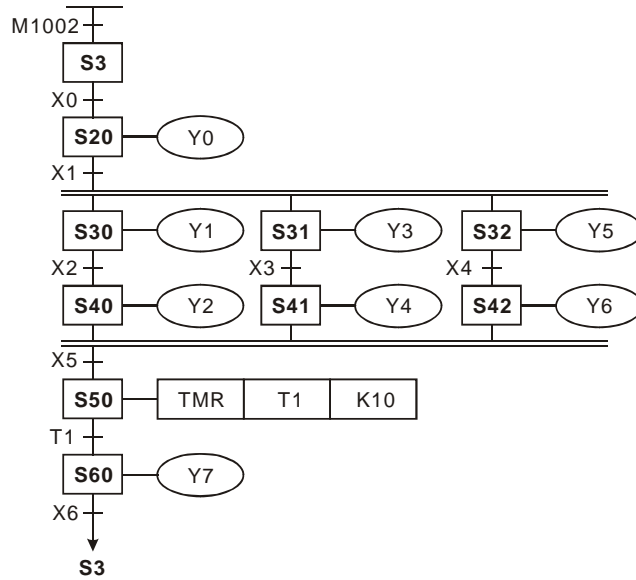 M1002
S3
X0
S20 Y0
X1
S30 Y1 S31 Y3 S32 Y5
X2 X3 X4
S40 Y2 S41 Y4 S42 Y6
X5
S50 TMR T1 K10
T1
S60 Y7
X6
S3